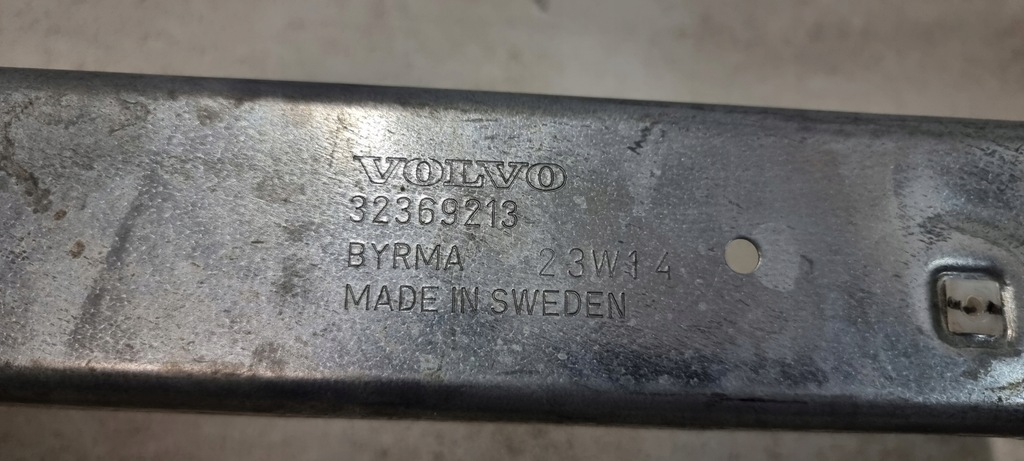 VOLVO
32369213
BYRMA 23W14
MADE IN SWEDEN